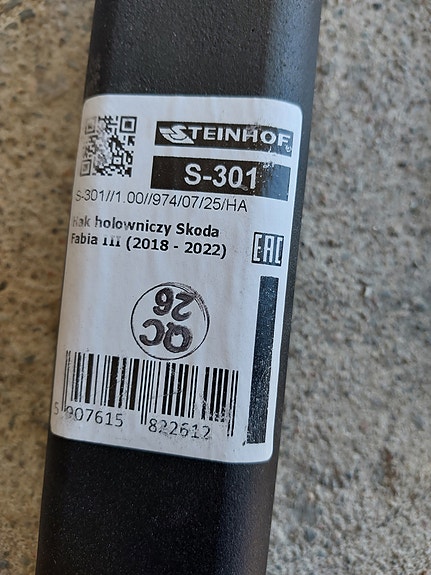 STEINHOF
S-301
S-301//1.00//974/07/25/HA
Hak holowniczy Skoda
Fabia III (2018 - 2022)
EAC
QC
26
5 907615 822612